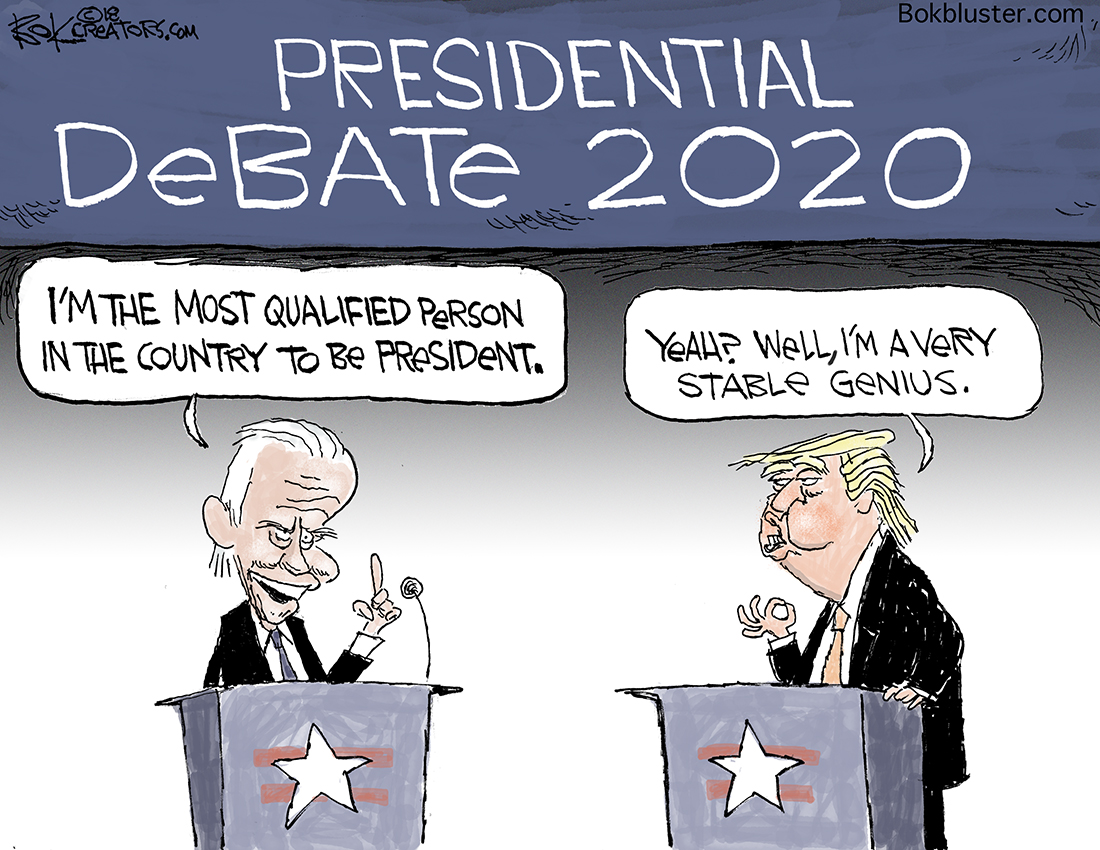 BOK ©18
CREATORS.COM
Bokbluster.com
PRESIDENTIAL
DeBATe 2020
I'M THE MOST QUALIFIED PeRSON
IN THE COUNTRY TO Be PReSIDeNT.
YeAH? WeLL, I'M A VeRY
STABLe GeNIUS.